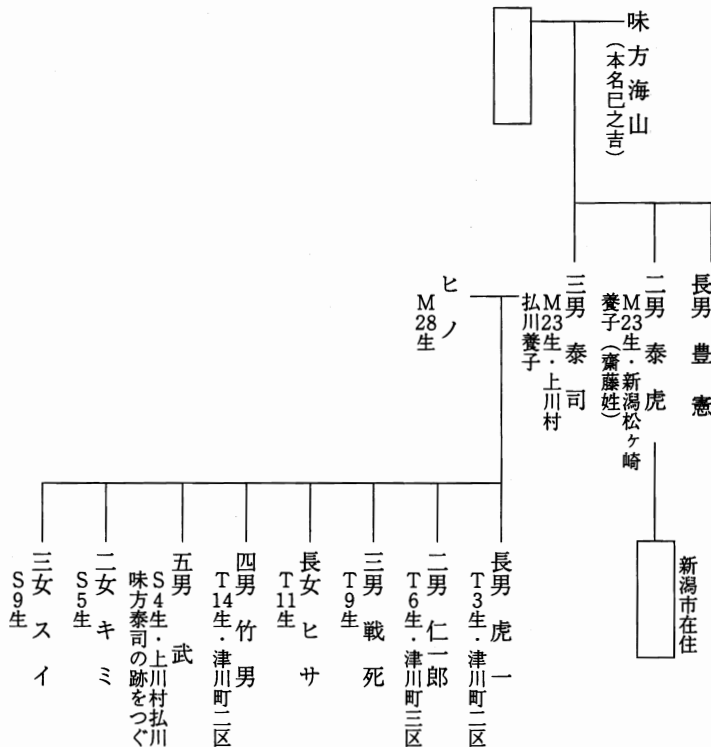 味方海山
（本名巳之吉）
長男 豊憲
二男 泰虎
M23生・新潟松ヶ崎
養子（齋藤姓）
新潟市在住
三男 泰司
M23生・上川村
払川養子
ヒノ
M28生
長男 虎一
T3生・津川町二区
二男 仁一郎
T6生・津川町三区
三男 戦死
T9生
長女 ヒサ
T11生
四男 竹男
T14生・津川町二区
五男 武
S4生・上川村払川
味方泰司の跡をつぐ
二女 キミ
S5生
三女 スイ
S9生